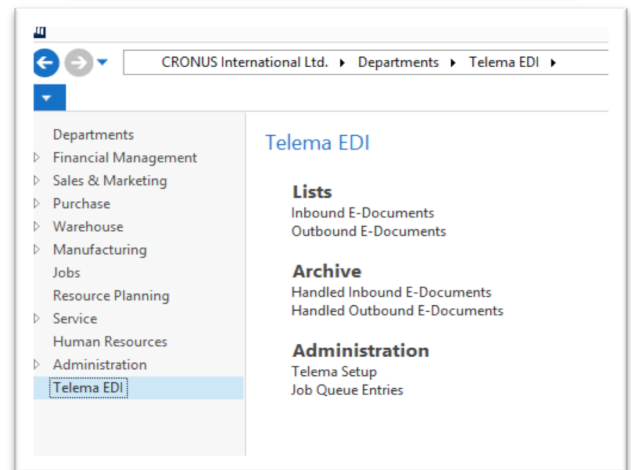 CRONUS International Ltd. ▸ Departments ▸ Telema EDI ▸
Departments
Financial Management
Sales & Marketing
Purchase
Warehouse
Manufacturing
Jobs
Resource Planning
Service
Human Resources
Administration
Telema EDI
Telema EDI
Lists
Inbound E-Documents
Outbound E-Documents
Archive
Handled Inbound E-Documents
Handled Outbound E-Documents
Administration
Telema Setup
Job Queue Entries